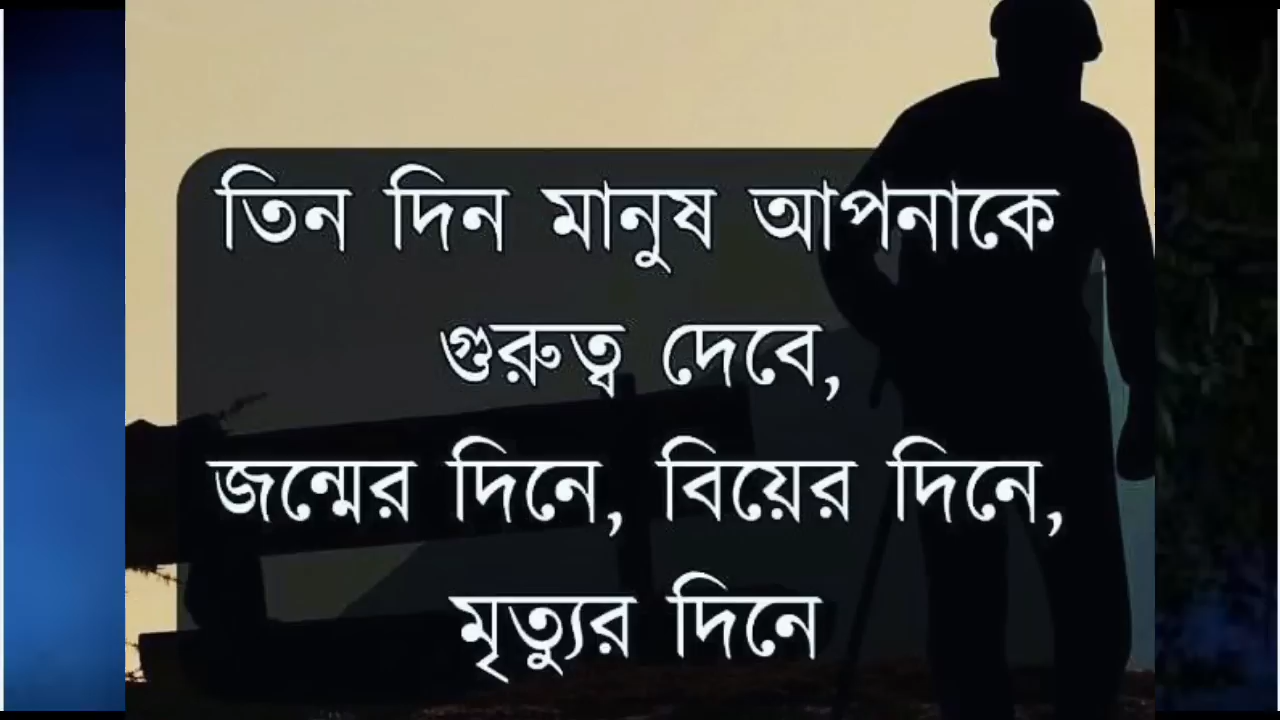 তিন দিন মানুষ আপনাকে
গুরুত্ব দেবে,
জন্মের দিনে, বিয়ের দিনে,
মৃত্যুর দিনে